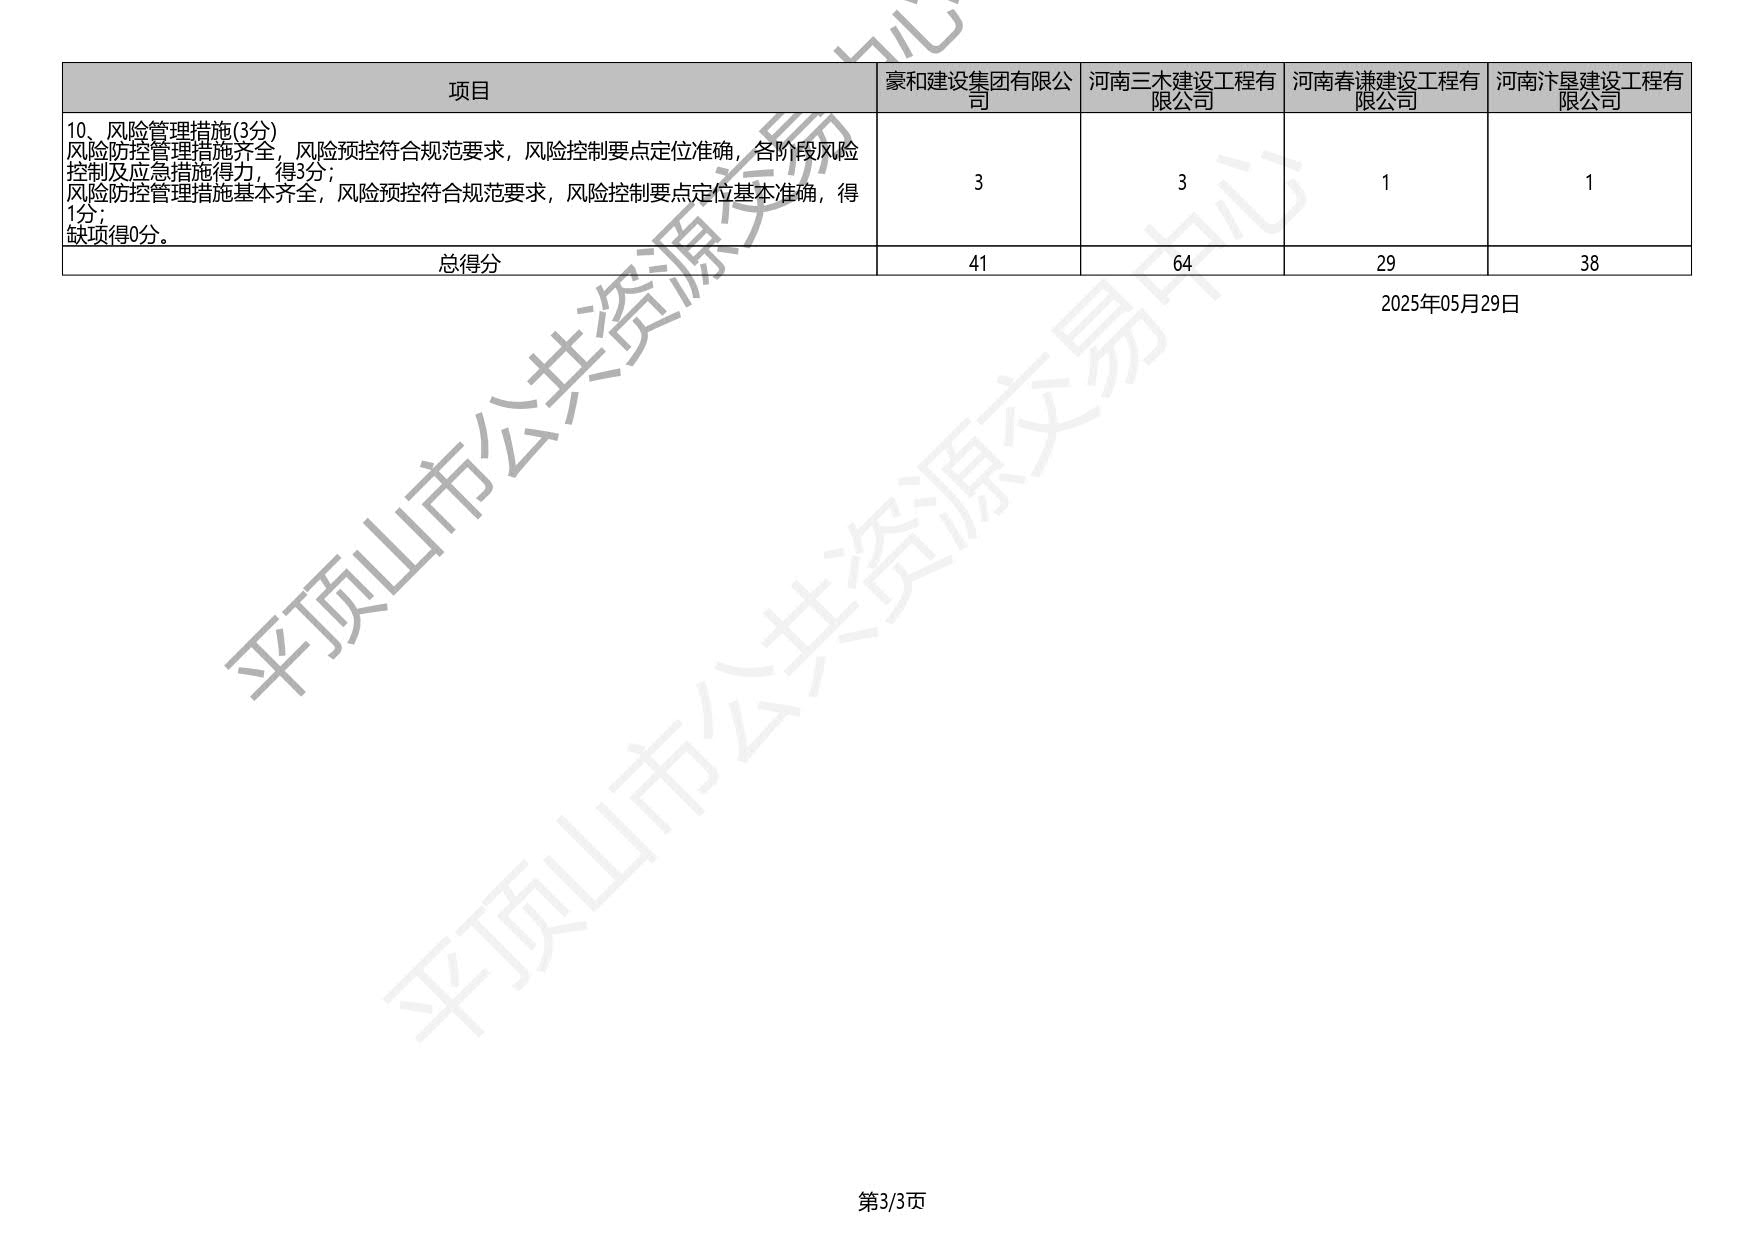 项目
豪和建设集团有限公
司
河南三木建设工程有
限公司
河南春谦建设工程有
限公司
河南汴垦建设工程有
限公司
10、风险管理措施(3分)
风险防控管理措施齐全，风险预控符合规范要求，风险控制要点定位准确，各阶段风险
控制及应急措施得力，得3分；
风险防控管理措施基本齐全，风险预控符合规范要求，风险控制要点定位基本准确，得
1分；
缺项得0分。
3
3
1
1
总得分
41
64
29
38
2025年05月29日
平顶山市公共资源交易中心
平顶山市公共资源交易中心
第3/3页